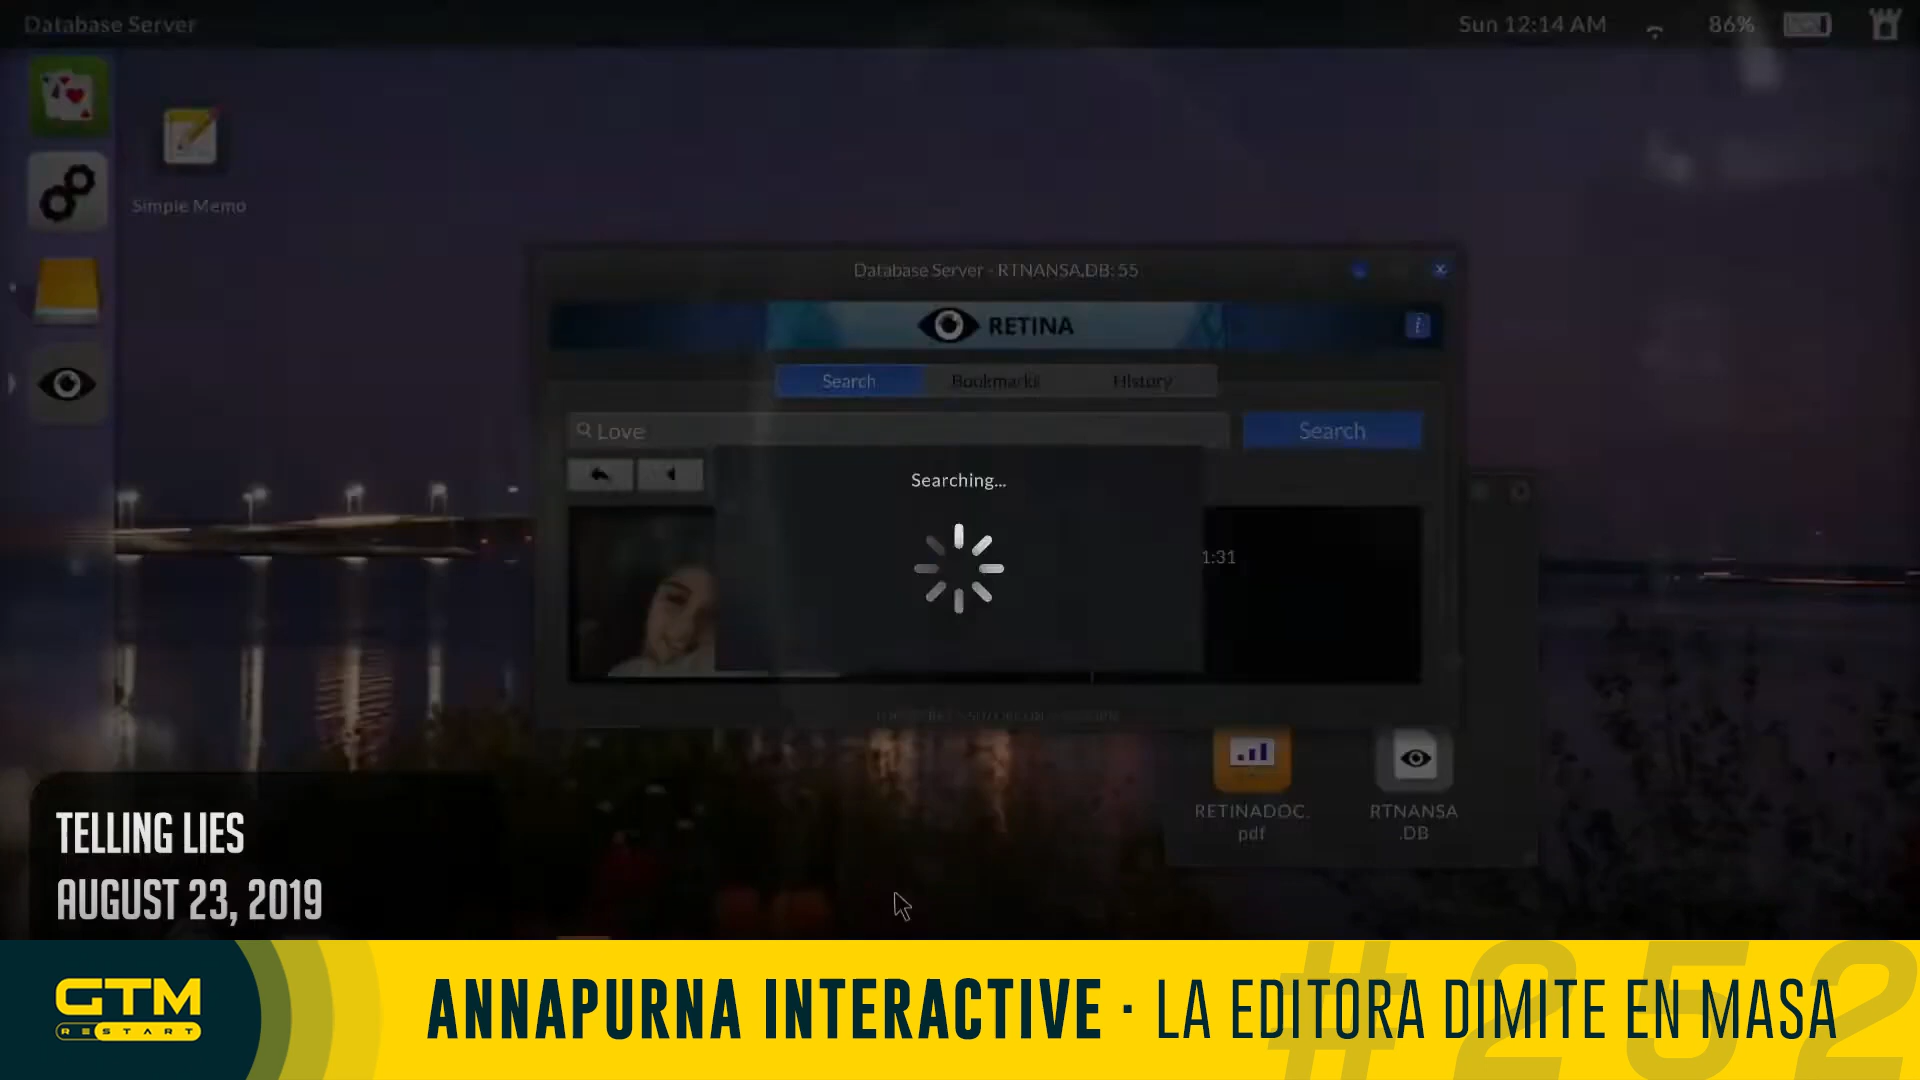 Database Server
Sun 12:14 AM
86%
Simple Memo
Database Server - RTNANSA.DB: 55
RETINA
Search
Bookmarks
History
Love
Search
Searching...
1:31
RETINADOC.
pdf
RTNANSA
.DB
TELLING LIES
AUGUST 23, 2019
GTM
RESTART
ANNAPURNA INTERACTIVE · LA EDITORA DIMITE EN MASA
#252